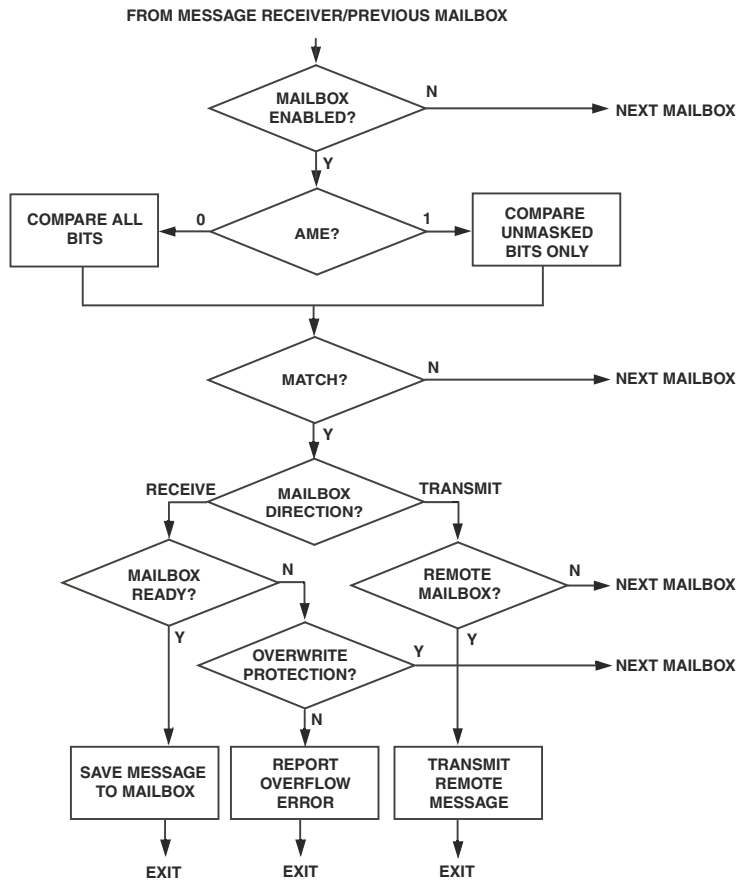 FROM MESSAGE RECEIVER/PREVIOUS MAILBOX
MAILBOX
ENABLED?
N
NEXT MAILBOX
Y
COMPARE ALL
BITS
0
AME?
1
COMPARE
UNMASKED
BITS ONLY
MATCH?
N
NEXT MAILBOX
Y
RECEIVE
MAILBOX
DIRECTION?
TRANSMIT
MAILBOX
READY?
N
REMOTE
MAILBOX?
N
NEXT MAILBOX
Y
OVERWRITE
PROTECTION?
Y
Y
NEXT MAILBOX
N
SAVE MESSAGE
TO MAILBOX
REPORT
OVERFLOW
ERROR
TRANSMIT
REMOTE
MESSAGE
EXIT
EXIT
EXIT